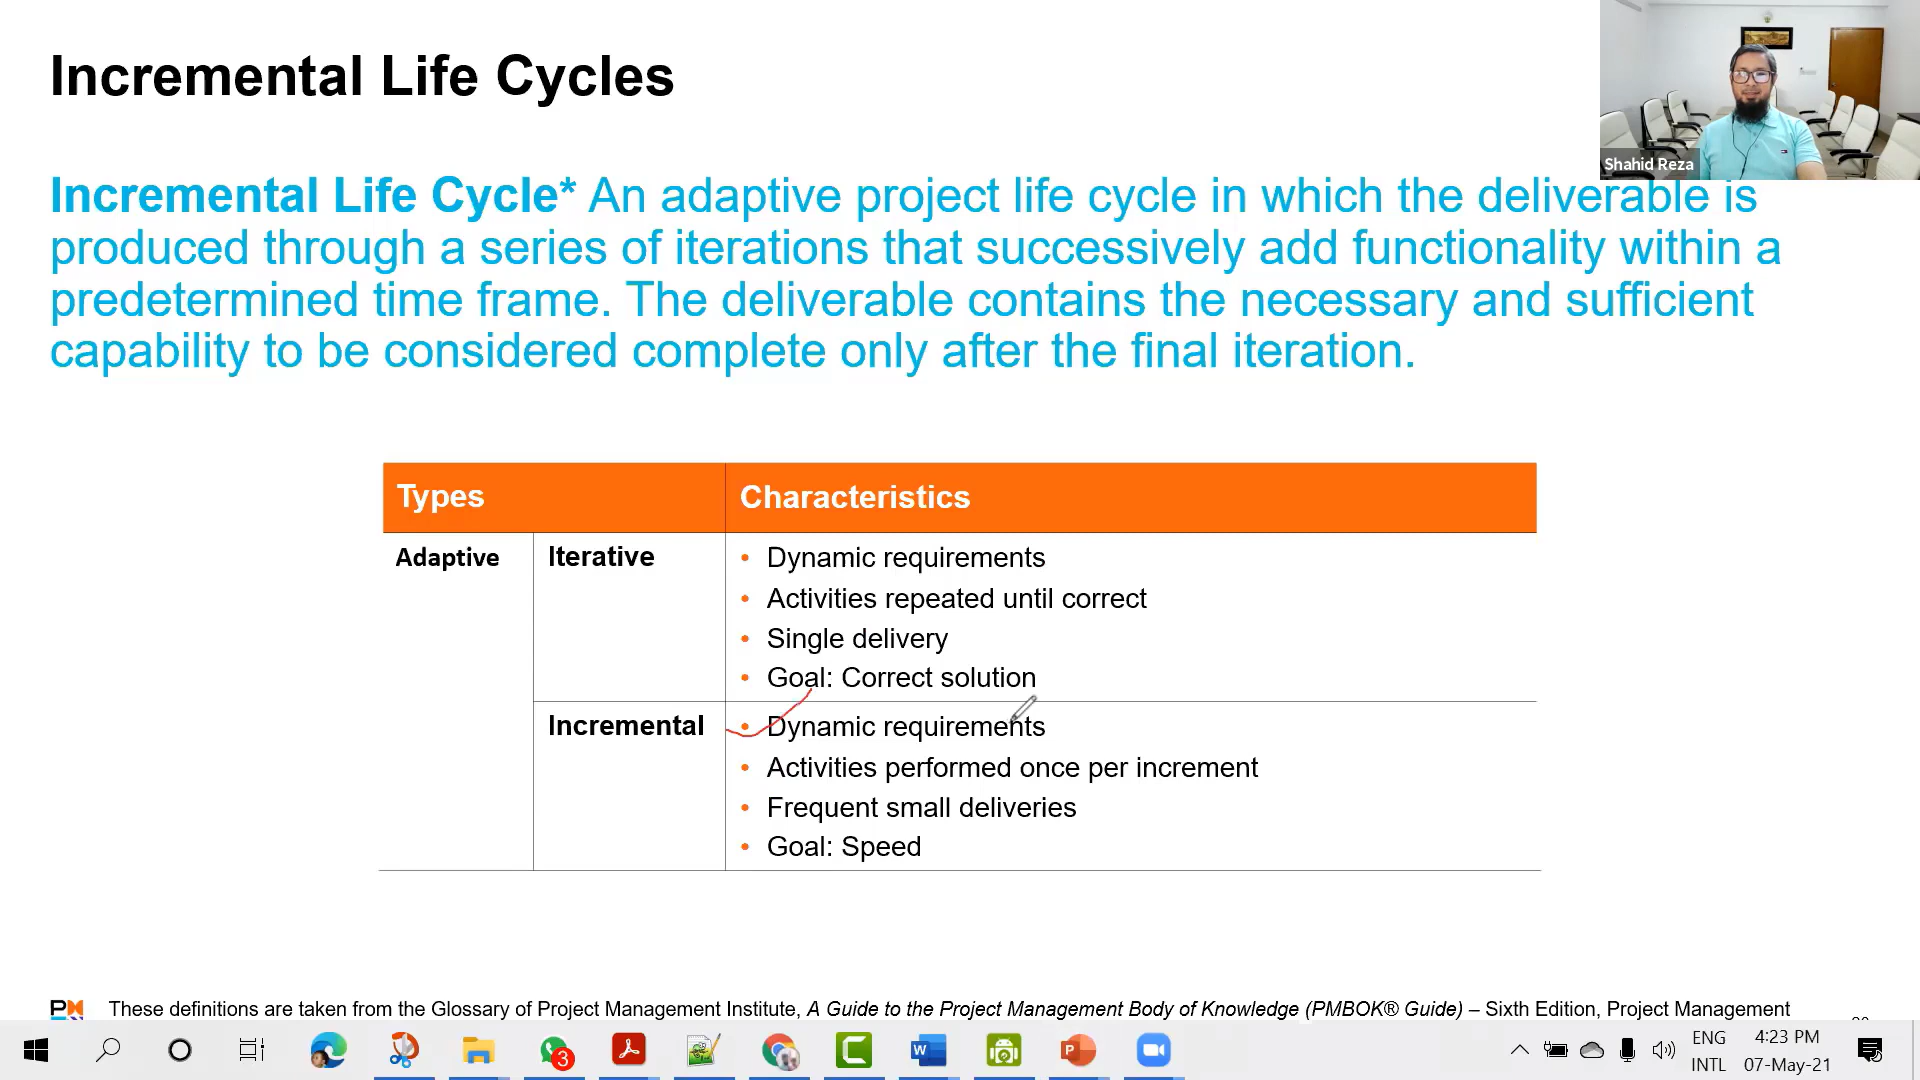 Incremental Life Cycles
Shahid Reza
Incremental Life Cycle* An adaptive project life cycle in which the deliverable is
produced through a series of iterations that successively add functionality within a
predetermined time frame. The deliverable contains the necessary and sufficient
capability to be considered complete only after the final iteration.
Types Characteristics
Adaptive Iterative
• Dynamic requirements
• Activities repeated until correct
• Single delivery
• Goal: Correct solution
Incremental
• Dynamic requirements
• Activities performed once per increment
• Frequent small deliveries
• Goal: Speed
These definitions are taken from the Glossary of Project Management Institute, A Guide to the Project Management Body of Knowledge (PMBOK® Guide) – Sixth Edition, Project Management
3
W
P
ENG
INTL
4:23 PM
07-May-21